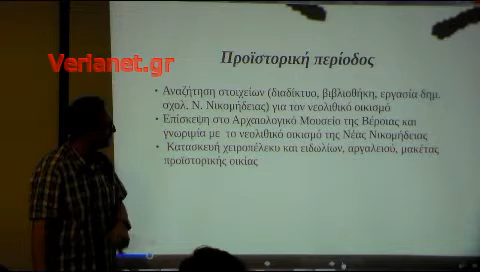 Verianet.gr
Προϊστορική περίοδος
• Αναζήτηση στοιχείων (διαδίκτυο, βιβλιοθήκη, εργασία δημ.
σχολ. Ν. Νικομήδειας) για τον νεολιθικό οικισμό
• Επίσκεψη στο Αρχαιολογικό Μουσείο της Βέροιας και
γνωριμία με το νεολιθικό οικισμό της Νέας Νικομήδειας
• Κατασκευή χειροπέλεκυ και ειδωλίων, αργαλειού, μακέτας
προϊστορικής οικίας